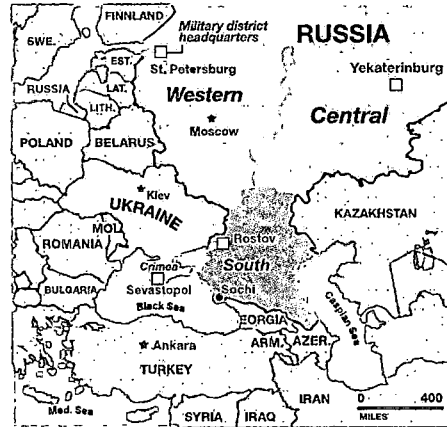 FINNLAND
Military district
headquarters
RUSSIA
SWE.
EST.
St. Petersburg
Yekaterinburg
RUSSIA
LAT.
Western
LITH.
Central
Moscow
POLAND
BELARUS
Kiev
UKRAINE
KAZAKHSTAN
MOL.
ROMANIA
Rostov
Crimea
South
BULGARIA
Sevastopol
Black Sea
Sochi
Caspian Sea
EORGIA
ARM.
AZER.
Ankara
TURKEY
IRAN
0 400
MILES
Med. Sea
SYRIA
IRAQ